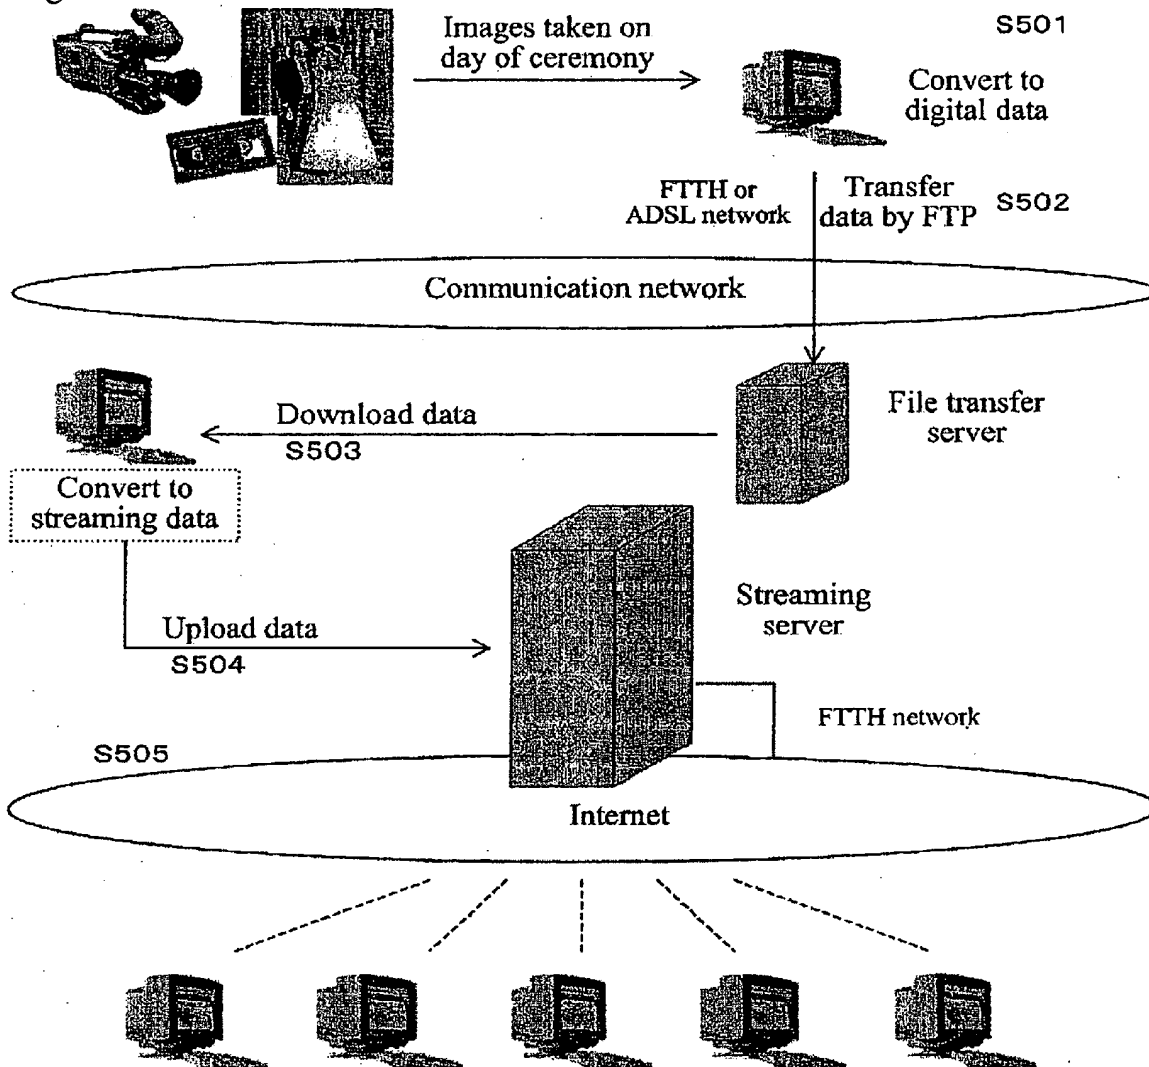 Images taken on
day of ceremony
S501
Convert to
digital data
FTTH or
ADSL network
Transfer
data by FTP
S502
Communication network
Download data
S503
File transfer
server
Convert to
streaming data
Streaming
server
Upload data
S504
FTTH network
S505
Internet